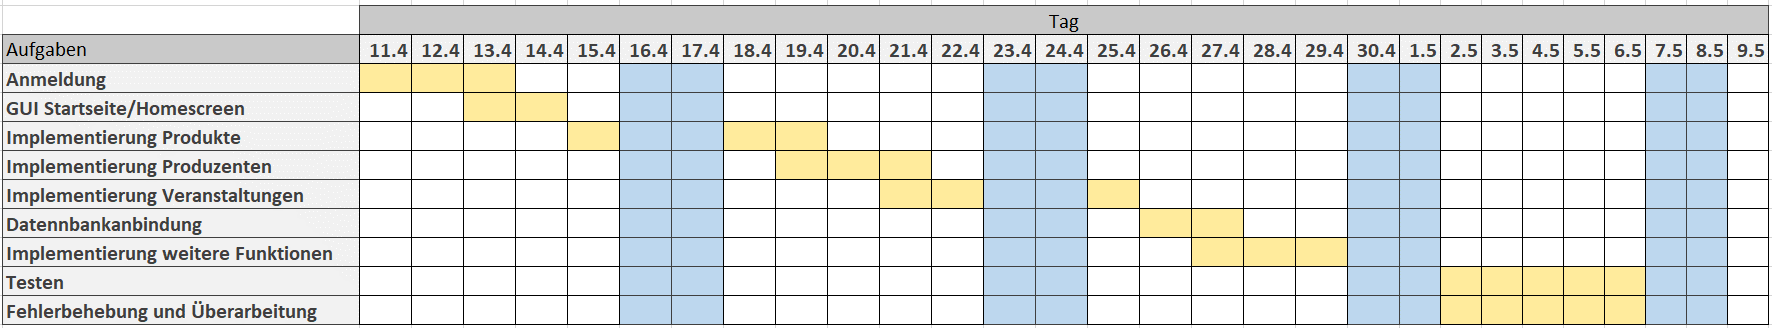 Tag
Aufgaben 11.4 12.4 13.4 14.4 15.4 16.4 17.4 18.4 19.4 20.4 21.4 22.4 23.4 24.4 25.4 26.4 27.4 28.4 29.4 30.4 1.5 2.5 3.5 4.5 5.5 6.5 7.5 8.5 9.5
Anmeldung
GUI Startseite/Homescreen
Implementierung Produkte
Implementierung Produzenten
Implementierung Veranstaltungen
Datennbankanbindung
Implementierung weitere Funktionen
Testen
Fehlerbehebung und Überarbeitung